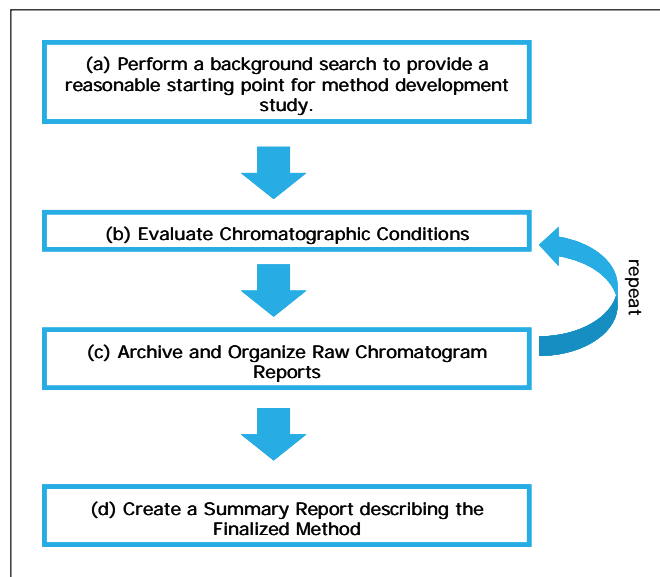 (a) Perform a background search to provide a
reasonable starting point for method development
study.
(b) Evaluate Chromatographic Conditions
repeat
(c) Archive and Organize Raw Chromatogram
Reports
(d) Create a Summary Report describing the
Finalized Method